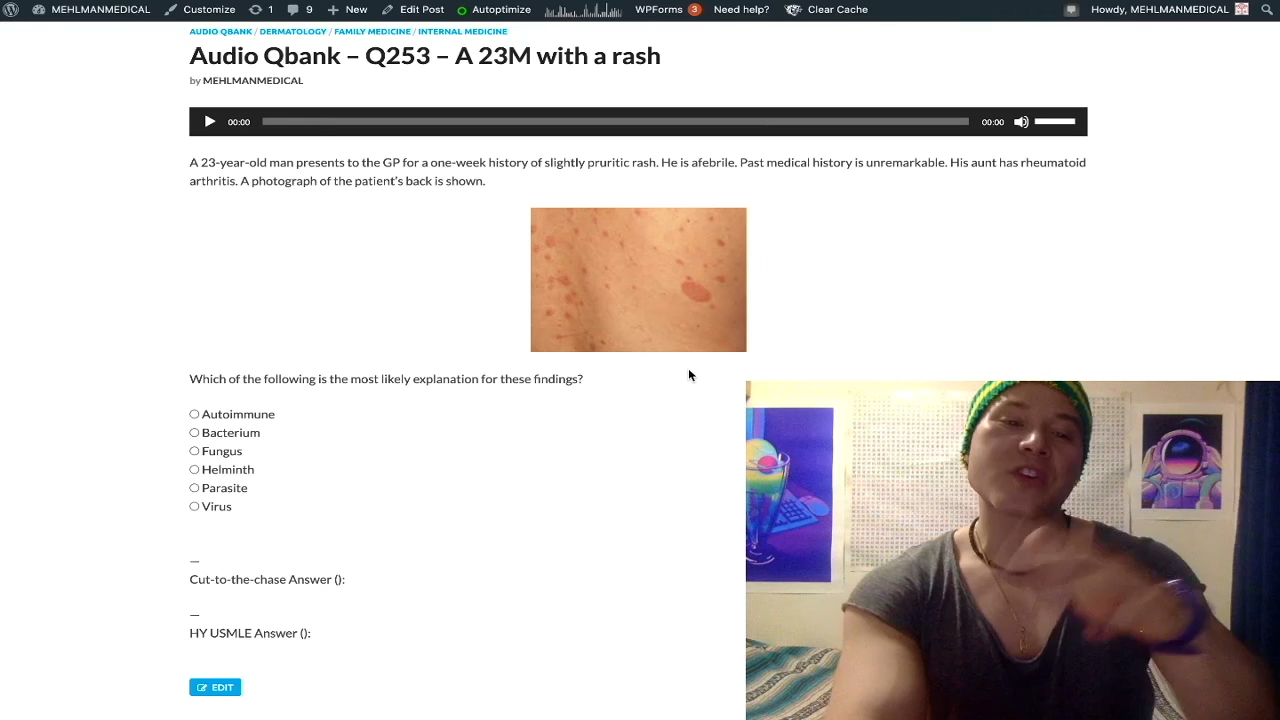 MEHLMANMEDICAL Customize 1 9 New Edit Post Autoptimize WPForms 3 Need help? Clear Cache Howdy, MEHLMANMEDICAL
AUDIO QBANK / DERMATOLOGY / FAMILY MEDICINE / INTERNAL MEDICINE
Audio Qbank – Q253 – A 23M with a rash
by MEHLMANMEDICAL
00:00 00:00
A 23-year-old man presents to the GP for a one-week history of slightly pruritic rash. He is afebrile. Past medical history is unremarkable. His aunt has rheumatoid
arthritis. A photograph of the patient's back is shown.
Which of the following is the most likely explanation for these findings?
Autoimmune
Bacterium
Fungus
Helminth
Parasite
Virus
—
Cut-to-the-chase Answer ():
—
HY USMLE Answer ():
EDIT